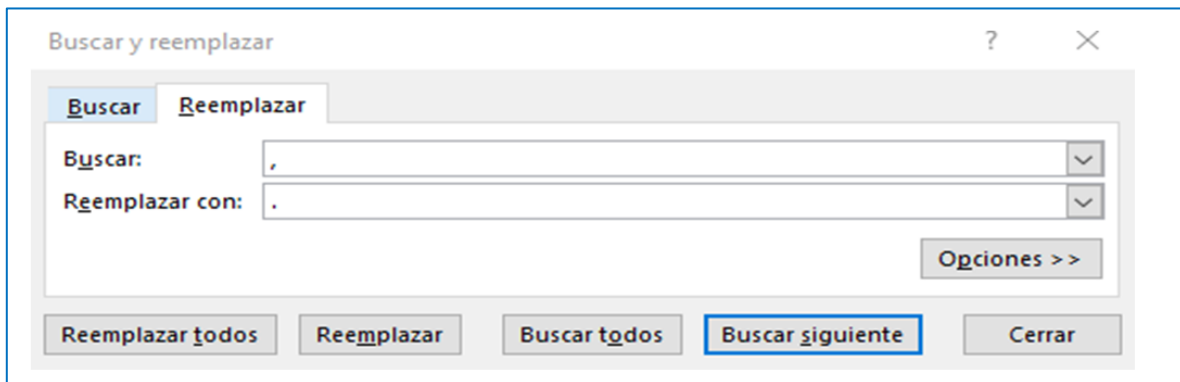 Buscar y reemplazar ?
Buscar Reemplazar
Buscar: ,
Reemplazar con: .
Opciones >>
Reemplazar todos Reemplazar Buscar todos Buscar siguiente Cerrar